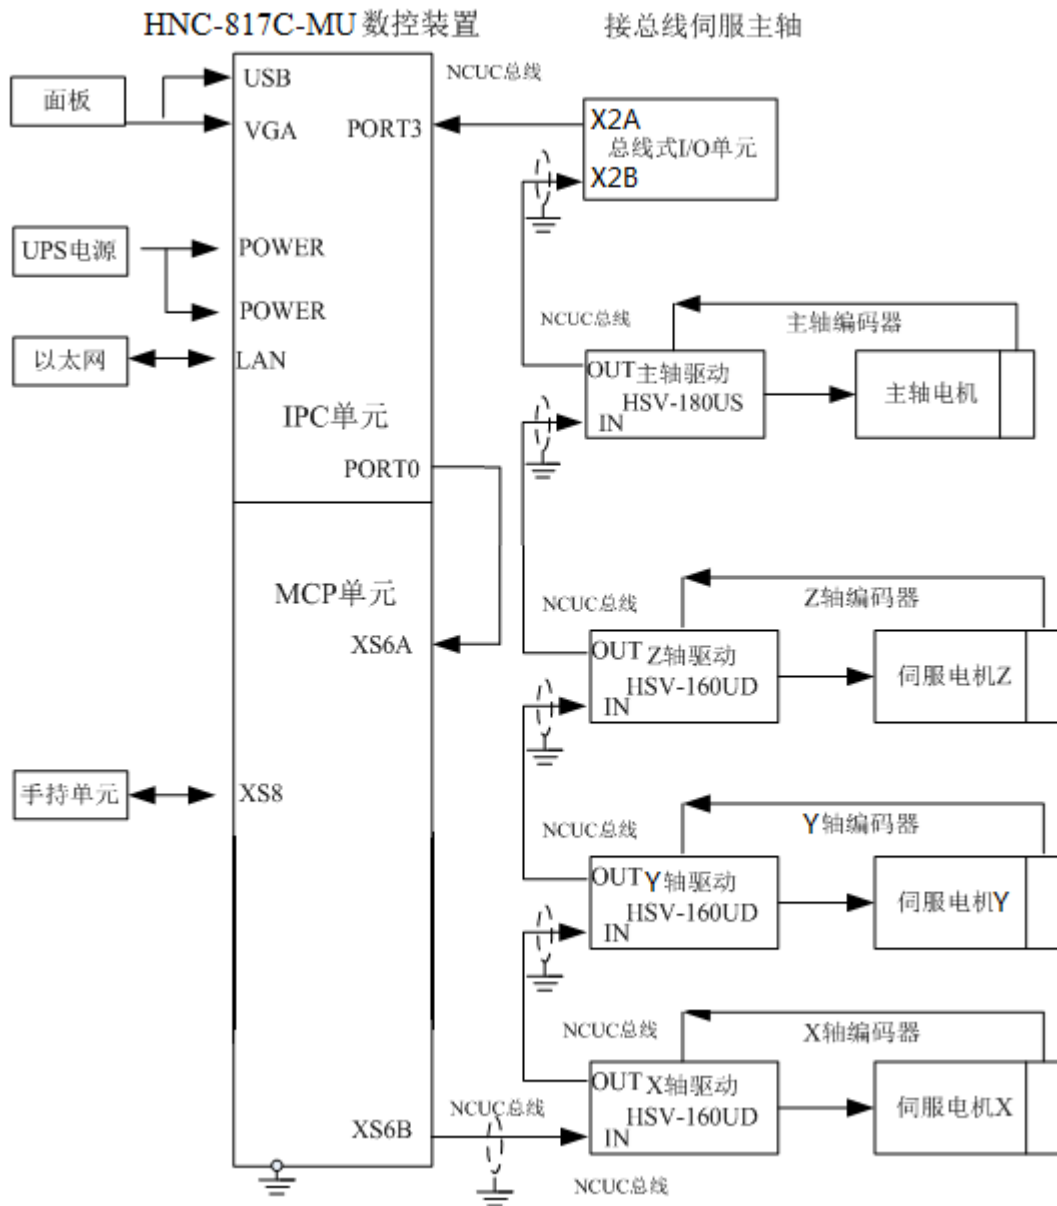 HNC-817C-MU 数控装置
接总线伺服主轴
面板
USB
VGA
NCUC总线
PORT3
X2A
总线式I/O单元
X2B
UPS电源
POWER
POWER
以太网
LAN
IPC单元
PORT0
NCUC总线
主轴编码器
OUT 主轴驱动
HSV-180US
IN
主轴电机
MCP单元
XS6A
NCUC总线
Z轴编码器
OUT Z轴驱动
HSV-160UD
IN
伺服电机Z
手持单元
XS8
NCUC总线
Y轴编码器
OUT Y轴驱动
HSV-160UD
IN
伺服电机Y
NCUC总线
X轴编码器
OUT X轴驱动
HSV-160UD
IN
伺服电机X
XS6B
NCUC总线
NCUC总线